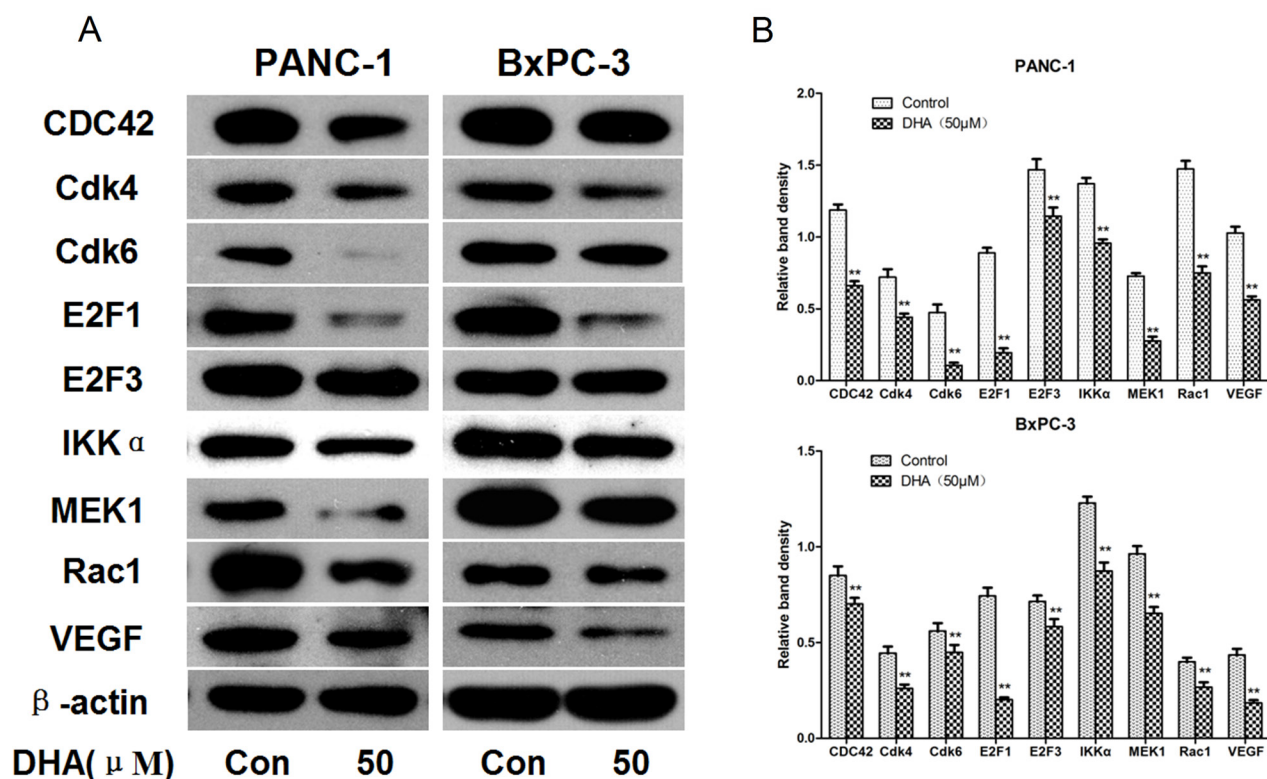 A
PANC-1 BxPC-3
CDC42
Cdk4
Cdk6
E2F1
E2F3
IKK α
MEK1
Rac1
VEGF
β -actin
DHA( μ M) Con 50 Con 50
B
PANC-1
Control
DHA（50μM）
Relative band density
2.0
1.5
1.0
0.5
0.0
** ** ** ** ** ** ** ** **
CDC42 Cdk4 Cdk6 E2F1 E2F3 IKKα MEK1 Rac1 VEGF
BxPC-3
Control
DHA（50μM）
Relative band density
1.5
1.0
0.5
0.0
** ** ** ** ** ** ** ** **
CDC42 Cdk4 Cdk6 E2F1 E2F3 IKKα MEK1 Rac1 VEGF